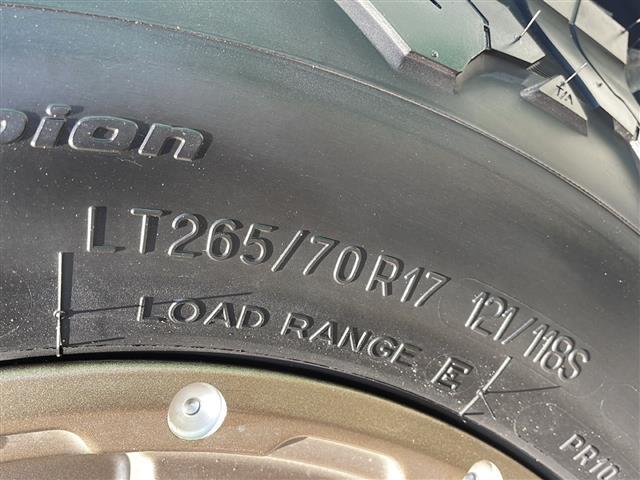 pion
LT265/70R17 121/118S
LOAD RANGE E
PR10